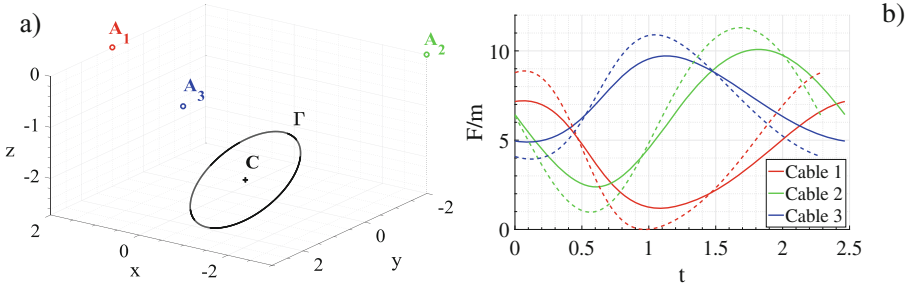 a)
A1
A2
A3
Γ
C
0
-1
-2
z
2
0
-2
x
2
0
-2
y
b)
F/m
10
5
0
0
0.5
1
1.5
2
2.5
t
Cable 1
Cable 2
Cable 3